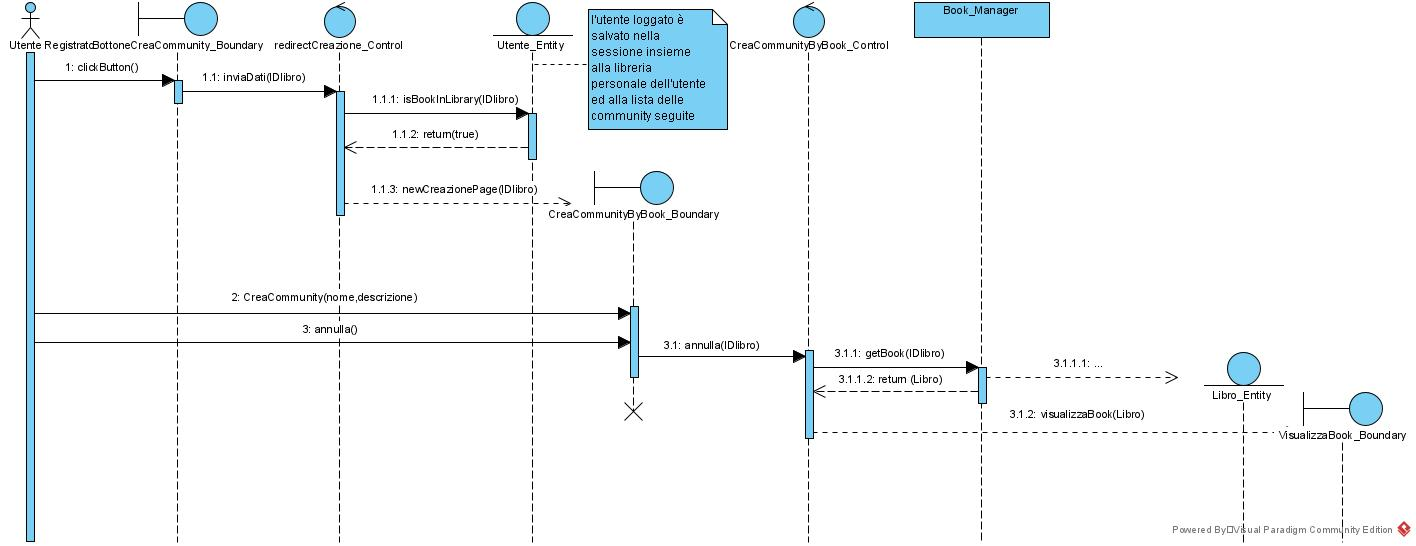 Utente Registrato
BottoneCreaCommunity_Boundary
redirectCreazione_Control
Utente_Entity
l'utente loggato è
salvato nella
sessione insieme
alla libreria
personale dell'utente
ed alla lista delle
community seguite
CreaCommunityByBook_Control
Book_Manager
1: clickButton()
1.1: inviaDati(IDlibro)
1.1.1: isBookInLibrary(IDlibro)
1.1.2: return(true)
1.1.3: newCreazionePage(IDlibro)
CreaCommunityByBook_Boundary
2: CreaCommunity(nome,descrizione)
3: annulla()
3.1: annulla(IDlibro)
3.1.1: getBook(IDlibro)
3.1.1.1: ...
3.1.1.2: return (Libro)
Libro_Entity
3.1.2: visualizzaBook(Libro)
VisualizzaBook_Boundary
Powered By Visual Paradigm Community Edition